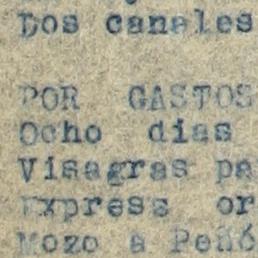 Dos canales
POR GASTOS
Ocho dias
Visagras pa
Express or
Mozo a Peñó